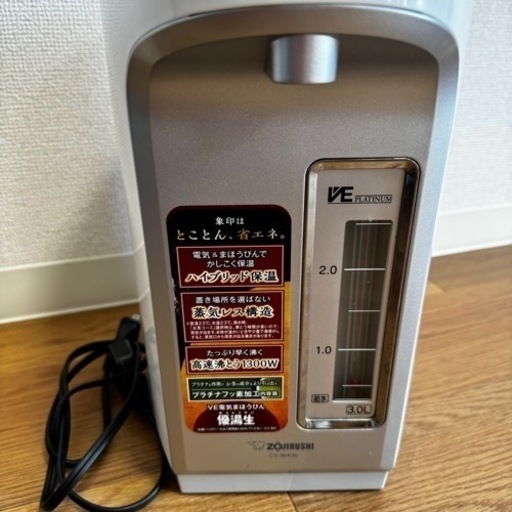 VE PLATINUM
象印は
とことん、省エネ。
電気&まほうびんで
かしこく保温
ハイブリッド保温
置き場所を選ばない
蒸気レス構造
たっぷり早く沸く
高速沸とう1300W
プラチナフッ素加工
VE電気まほうびん
優湯生
2.0
1.0
給水
3.0L
ZOJIRUSHI